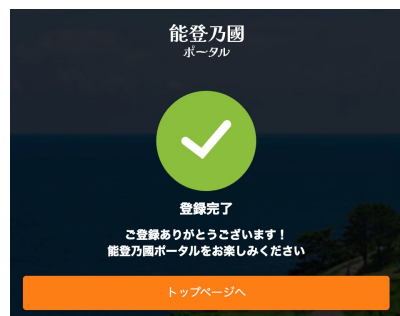 能登乃國
ポータル
登録完了
ご登録ありがとうございます！
能登乃國ポータルをお楽しみください
トップページへ